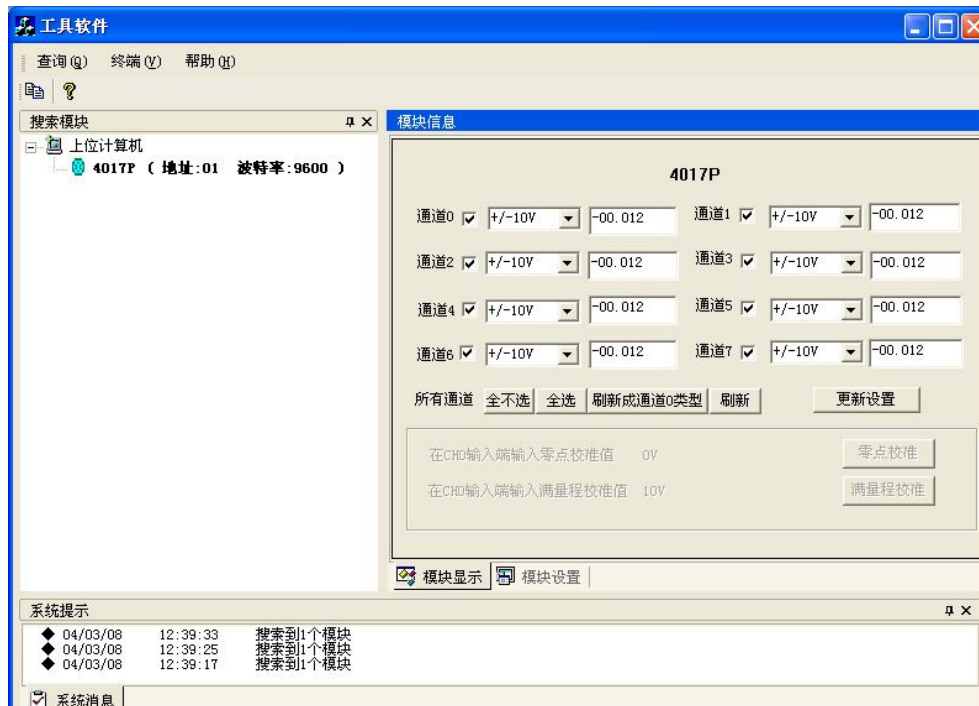 工具软件
查询(Q) 终端(V) 帮助(H)
搜索模块
上位计算机
4017P ( 地址:01 波特率:9600 )
模块信息
4017P
通道0 +/-10V -00.012 通道1 +/-10V -00.012
通道2 +/-10V -00.012 通道3 +/-10V -00.012
通道4 +/-10V -00.012 通道5 +/-10V -00.012
通道6 +/-10V -00.012 通道7 +/-10V -00.012
所有通道 全不选 全选 刷新成通道0类型 刷新 更新设置
在CH0输入端输入零点校准值 0V 零点校准
在CH0输入端输入满量程校准值 10V 满量程校准
模块显示 模块设置
系统提示
04/03/08 12:39:33 搜索到1个模块
04/03/08 12:39:25 搜索到1个模块
04/03/08 12:39:17 搜索到1个模块
系统消息